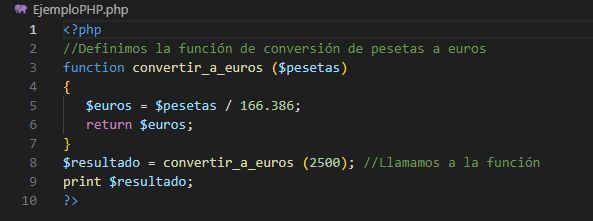 EjemploPHP.php
1 <?php
2 //Definimos la función de conversión de pesetas a euros
3 function convertir_a_euros ($pesetas)
4 {
5 $euros = $pesetas / 166.386;
6 return $euros;
7 }
8 $resultado = convertir_a_euros (2500); //Llamamos a la función
9 print $resultado;
10 ?>